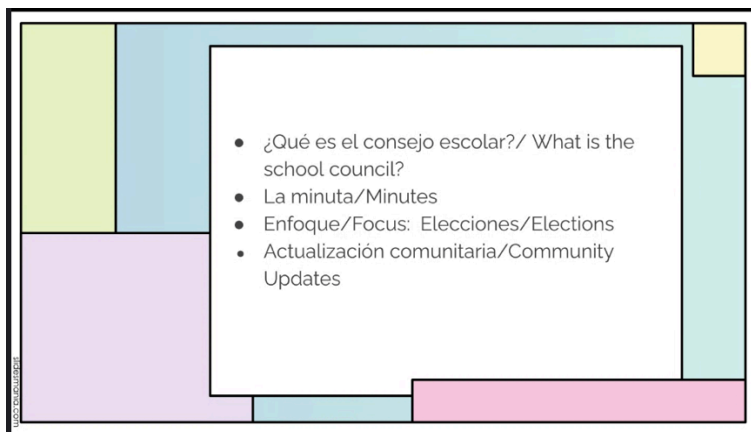 ● ¿Qué es el consejo escolar?/ What is the
school council?
● La minuta/Minutes
● Enfoque/Focus:  Elecciones/Elections
● Actualización comunitaria/Community
Updates
slidesmania.com